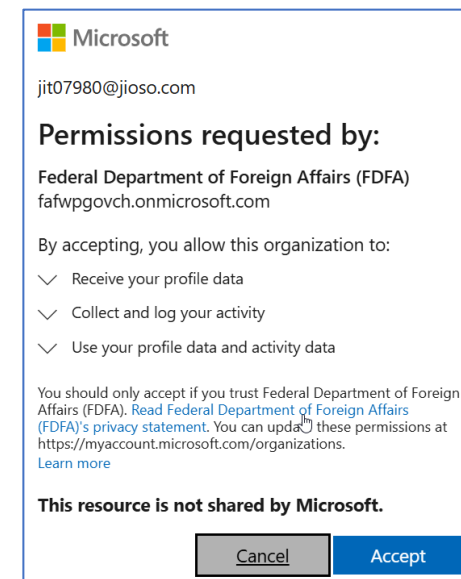 Microsoft
jit07980@jioso.com
Permissions requested by:
Federal Department of Foreign Affairs (FDFA)
fafwpgovch.onmicrosoft.com
By accepting, you allow this organization to:
Receive your profile data
Collect and log your activity
Use your profile data and activity data
You should only accept if you trust Federal Department of Foreign
Affairs (FDFA). Read Federal Department of Foreign Affairs
(FDFA)'s privacy statement. You can update these permissions at
https://myaccount.microsoft.com/organizations.
Learn more
This resource is not shared by Microsoft.
Cancel Accept